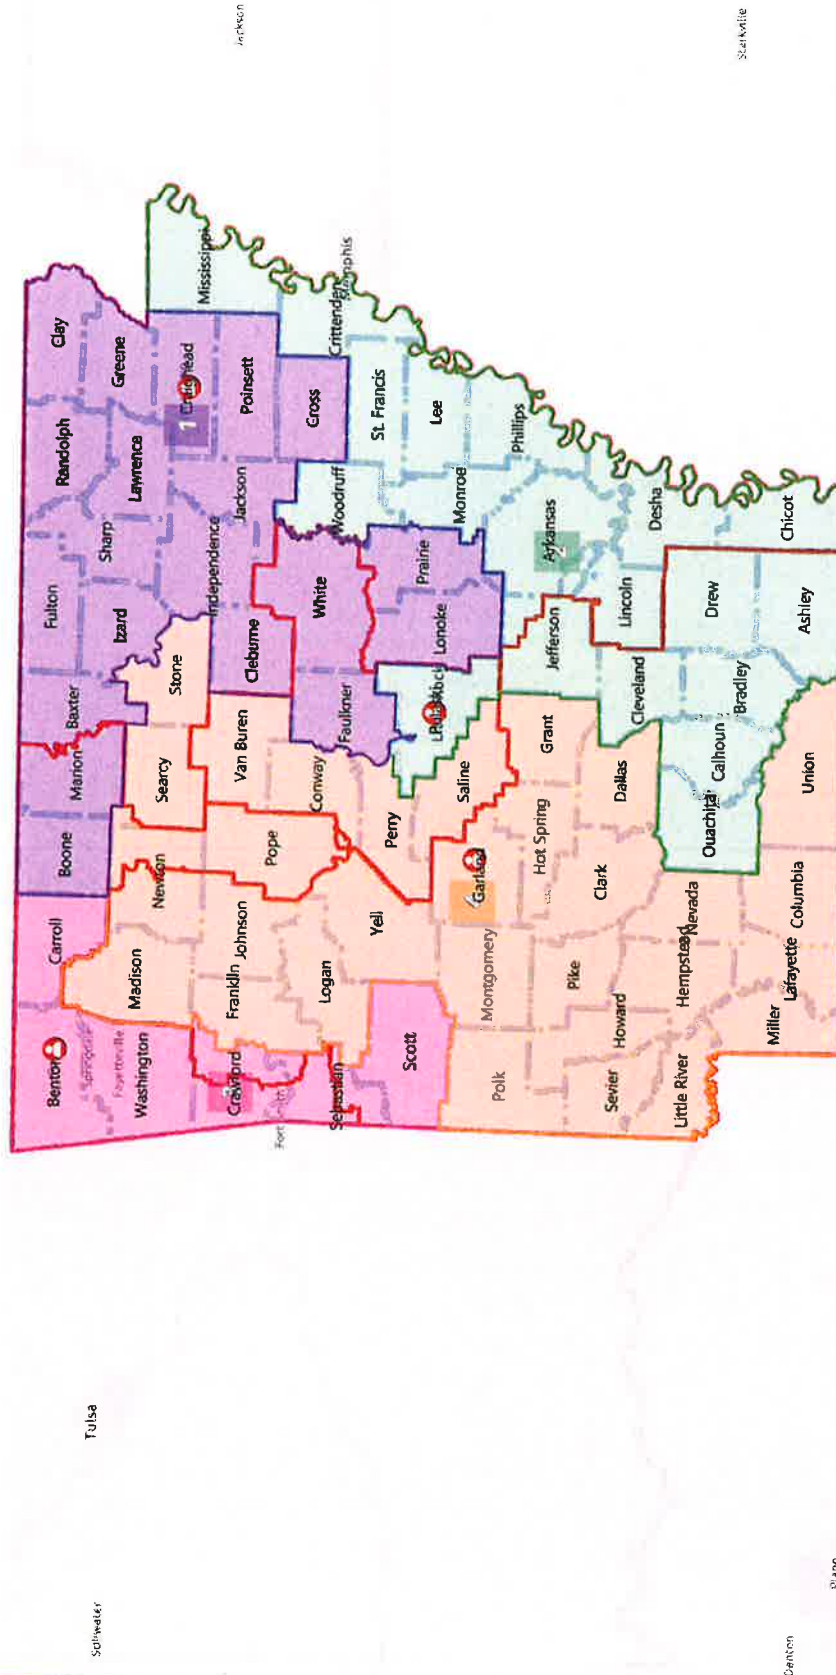 Jackson
Starkville
Clay
Mississippi
Greene
Randolph
Craighead
1
Lawrence
Poinsett
Cross
Crittenden
St. Francis
Lee
Phillips
Sharp
Jackson
Woodruff
Monroe
Arkansas
2
Desha
Chicot
Fulton
Izard
Independence
White
Prairie
Lonoke
Jefferson
Lincoln
Drew
Ashley
Baxter
Stone
Cleburne
Faulkner
Cleveland
Bradley
Marion
Searcy
Van Buren
Conway
Saline
Grant
Dallas
Calhoun
Ouachita
Union
Boone
Newton
Pope
Perry
Garland
4
Hot Spring
Clark
Nevada
Columbia
Carroll
Madison
Johnson
Franklin
Logan
Yell
Montgomery
Pike
Hempstead
Lafayette
Benton
Springdale
Fayetteville
Washington
Crawford
Fort Smith
Sebastian
Scott
Polk
Howard
Sevier
Little River
Miller
Tulsa
Stillwater
Denton
Plano